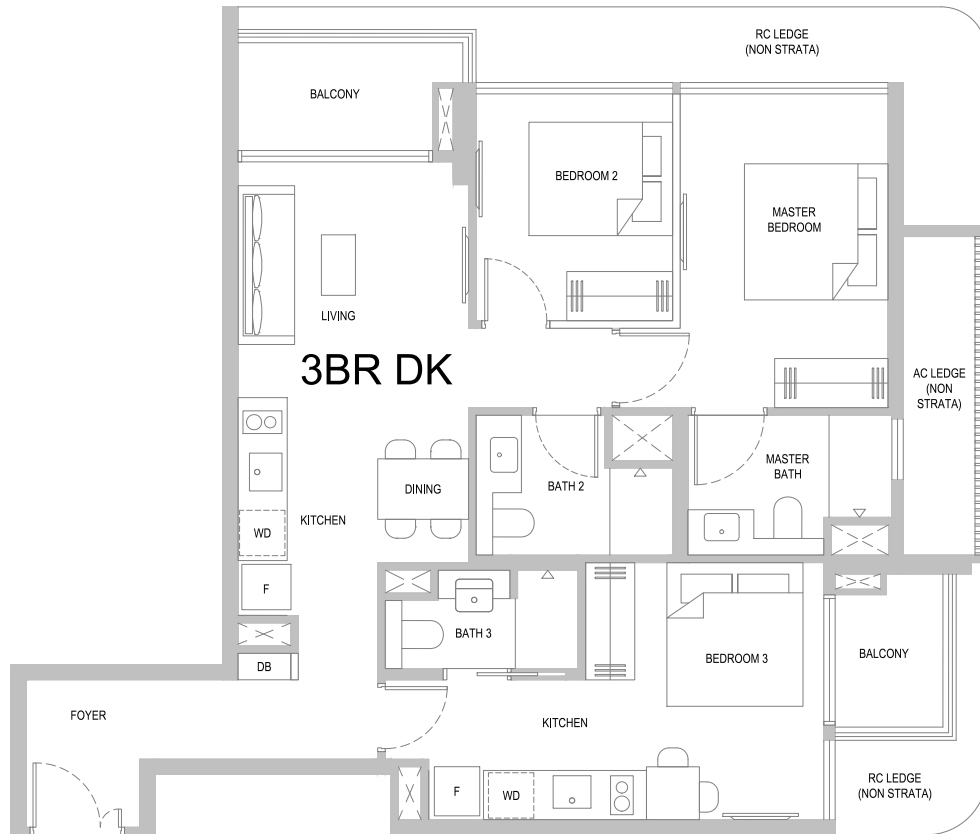 RC LEDGE
(NON STRATA)
BALCONY
BEDROOM 2
MASTER
BEDROOM
LIVING
3BR DK
AC LEDGE
(NON
STRATA)
MASTER
BATH
DINING
BATH 2
KITCHEN
WD
F
BATH 3
BEDROOM 3
BALCONY
DB
FOYER
KITCHEN
RC LEDGE
(NON STRATA)
F
WD